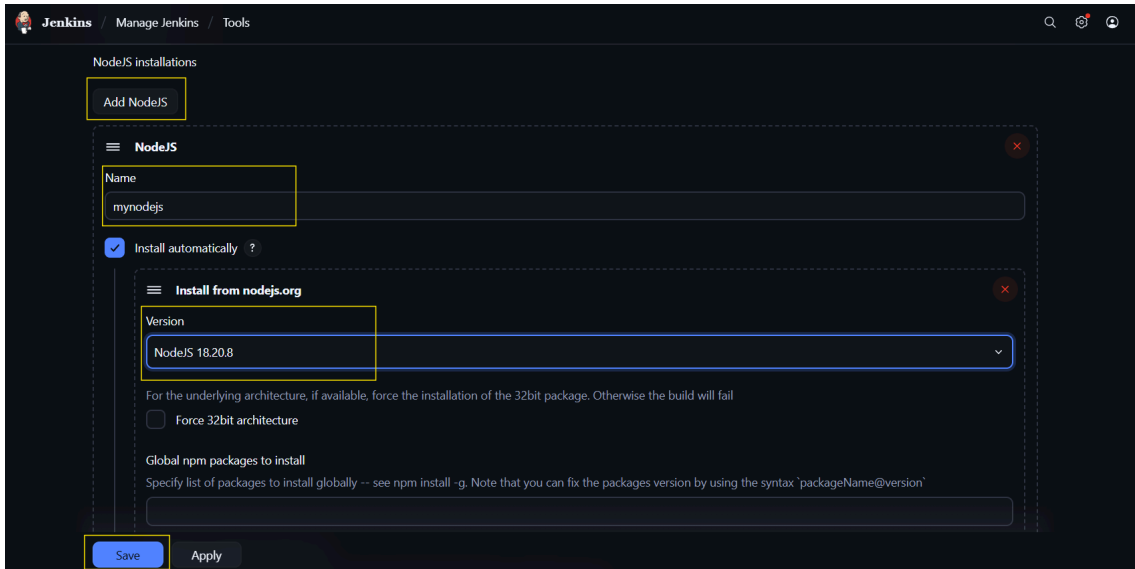 Jenkins / Manage Jenkins / Tools
NodeJS installations
Add NodeJS
NodeJS
Name
mynodejs
Install automatically ?
Install from nodejs.org
Version
NodeJS 18.20.8
For the underlying architecture, if available, force the installation of the 32bit package. Otherwise the build will fail
Force 32bit architecture
Global npm packages to install
Specify list of packages to install globally -- see npm install -g. Note that you can fix the packages version by using the syntax `packageName@version`
Save Apply